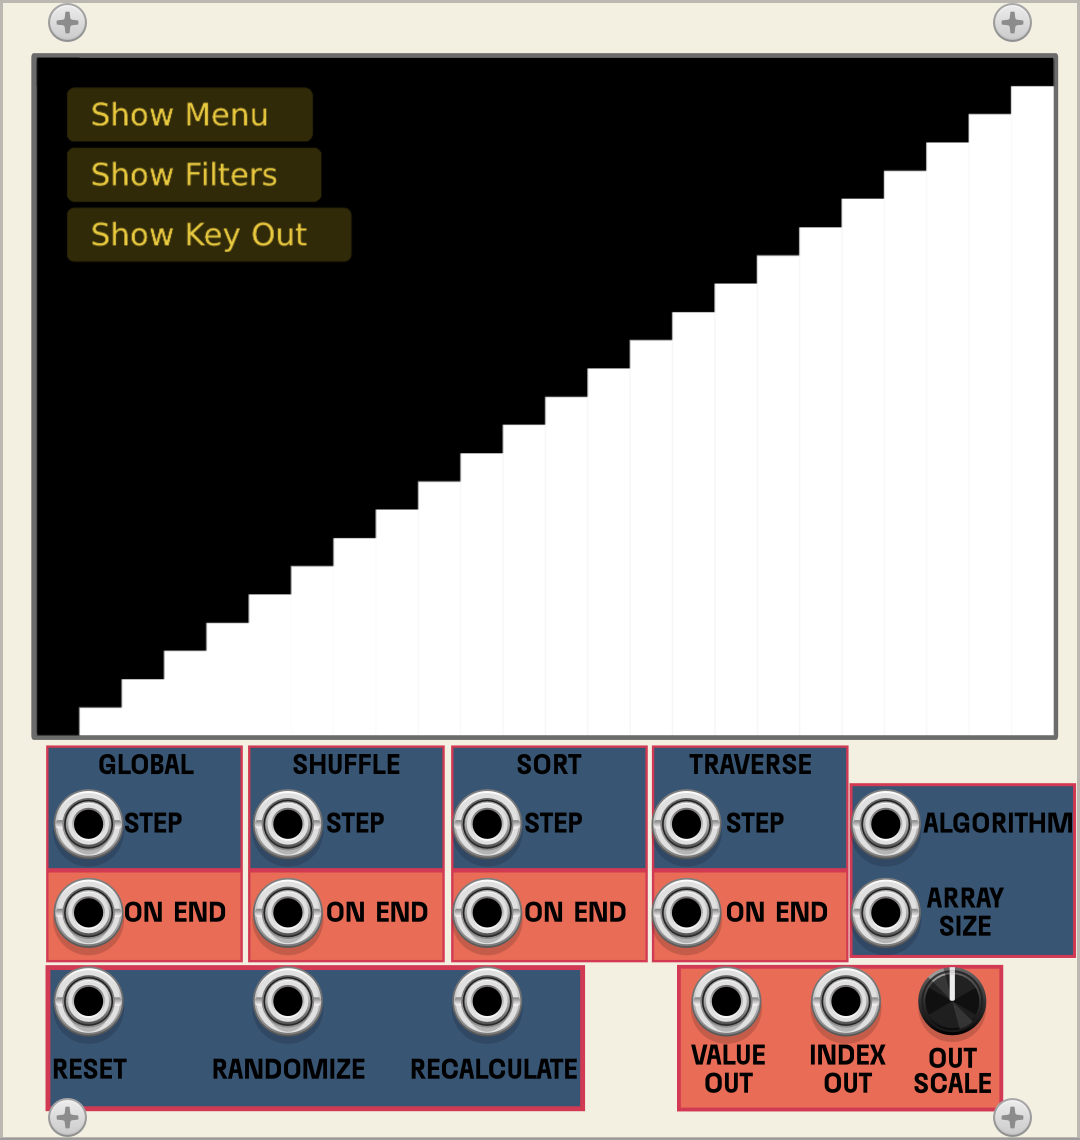 Show Menu
Show Filters
Show Key Out
GLOBAL
SHUFFLE
SORT
TRAVERSE
STEP
STEP
STEP
STEP
ALGORITHM
ON END
ON END
ON END
ON END
ARRAY
SIZE
RESET
RANDOMIZE
RECALCULATE
VALUE
OUT
INDEX
OUT
OUT
SCALE